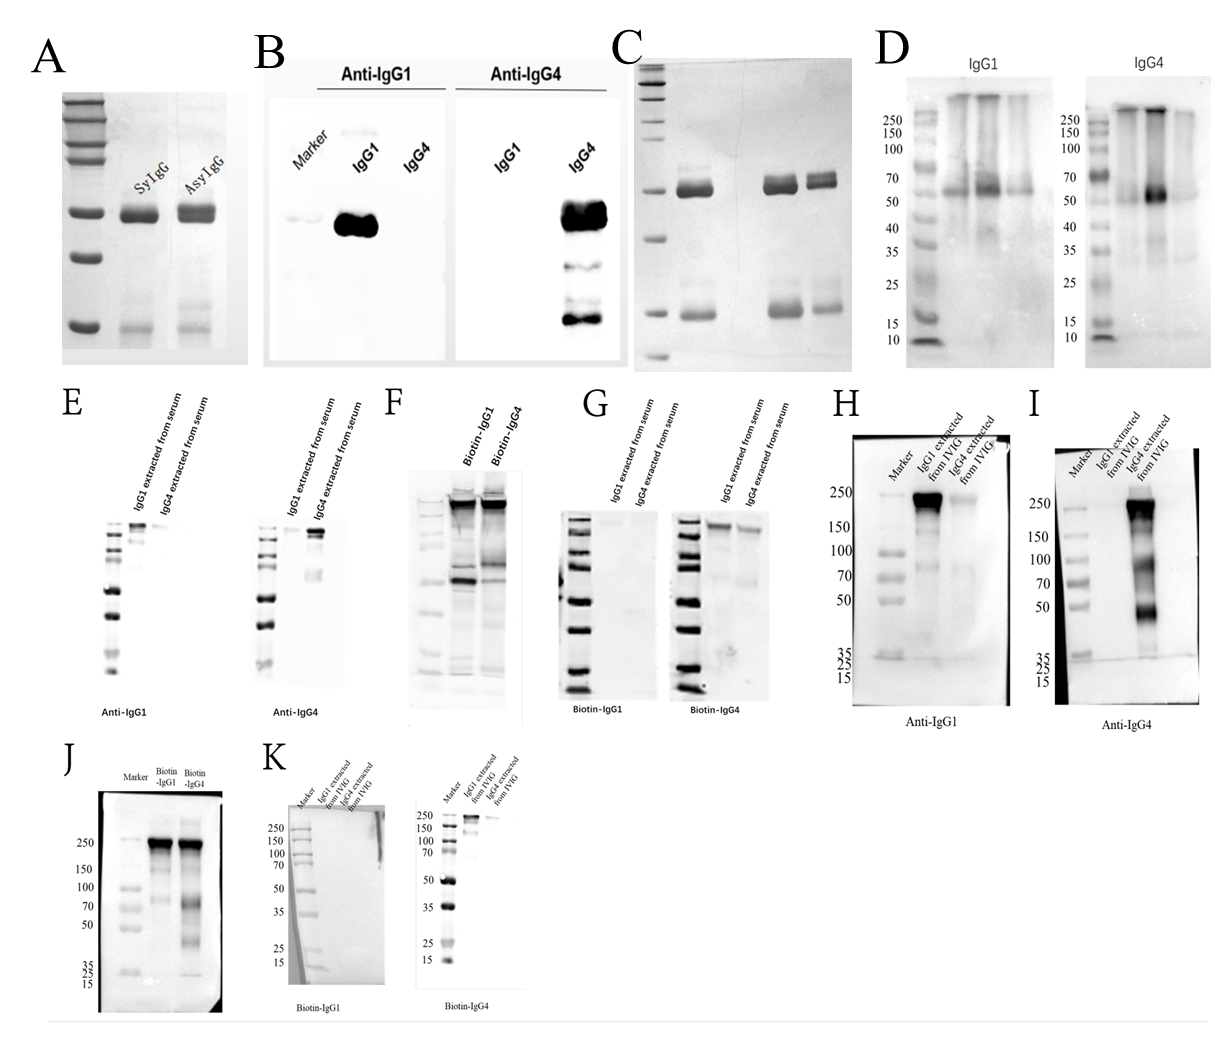 A
SyIgG
AsyIgG
B
Anti-IgG1
Anti-IgG4
Marker
IgG1
IgG4
IgG1
IgG4
C
D
IgG1
IgG4
250
150
100
70
50
40
35
25
15
10
250
150
100
70
50
40
35
25
15
10
E
IgG1 extracted from serum
IgG4 extracted from serum
IgG1 extracted from serum
IgG4 extracted from serum
Anti-IgG1
Anti-IgG4
F
Biotin-IgG1
Biotin-IgG4
G
IgG1 exracted from serum
IgG4 exracted from serum
IgG1 exracted from serum
IgG4 exracted from serum
Biotin-IgG1
Biotin-IgG4
H
Marker
IgG1 extracted
from IVIG
IgG4 extracted
from IVIG
250
150
100
70
50
35
25
15
Anti-IgG1
I
Marker
IgG1 extracted
from IVIG
IgG4 extracted
from IVIG
250
150
100
70
50
35
25
15
Anti-IgG4
J
Marker
Biotin
-IgG1
Biotin
-IgG4
250
150
100
70
50
35
25
15
K
Marker
IgG1 extracted
from IVIG
IgG4 extracted
from IVIG
250
150
100
70
50
35
25
15
Biotin-IgG1
Marker
IgG1 extracted
from IVIG
IgG4 extracted
from IVIG
250
150
100
70
50
35
25
15
Biotin-IgG4